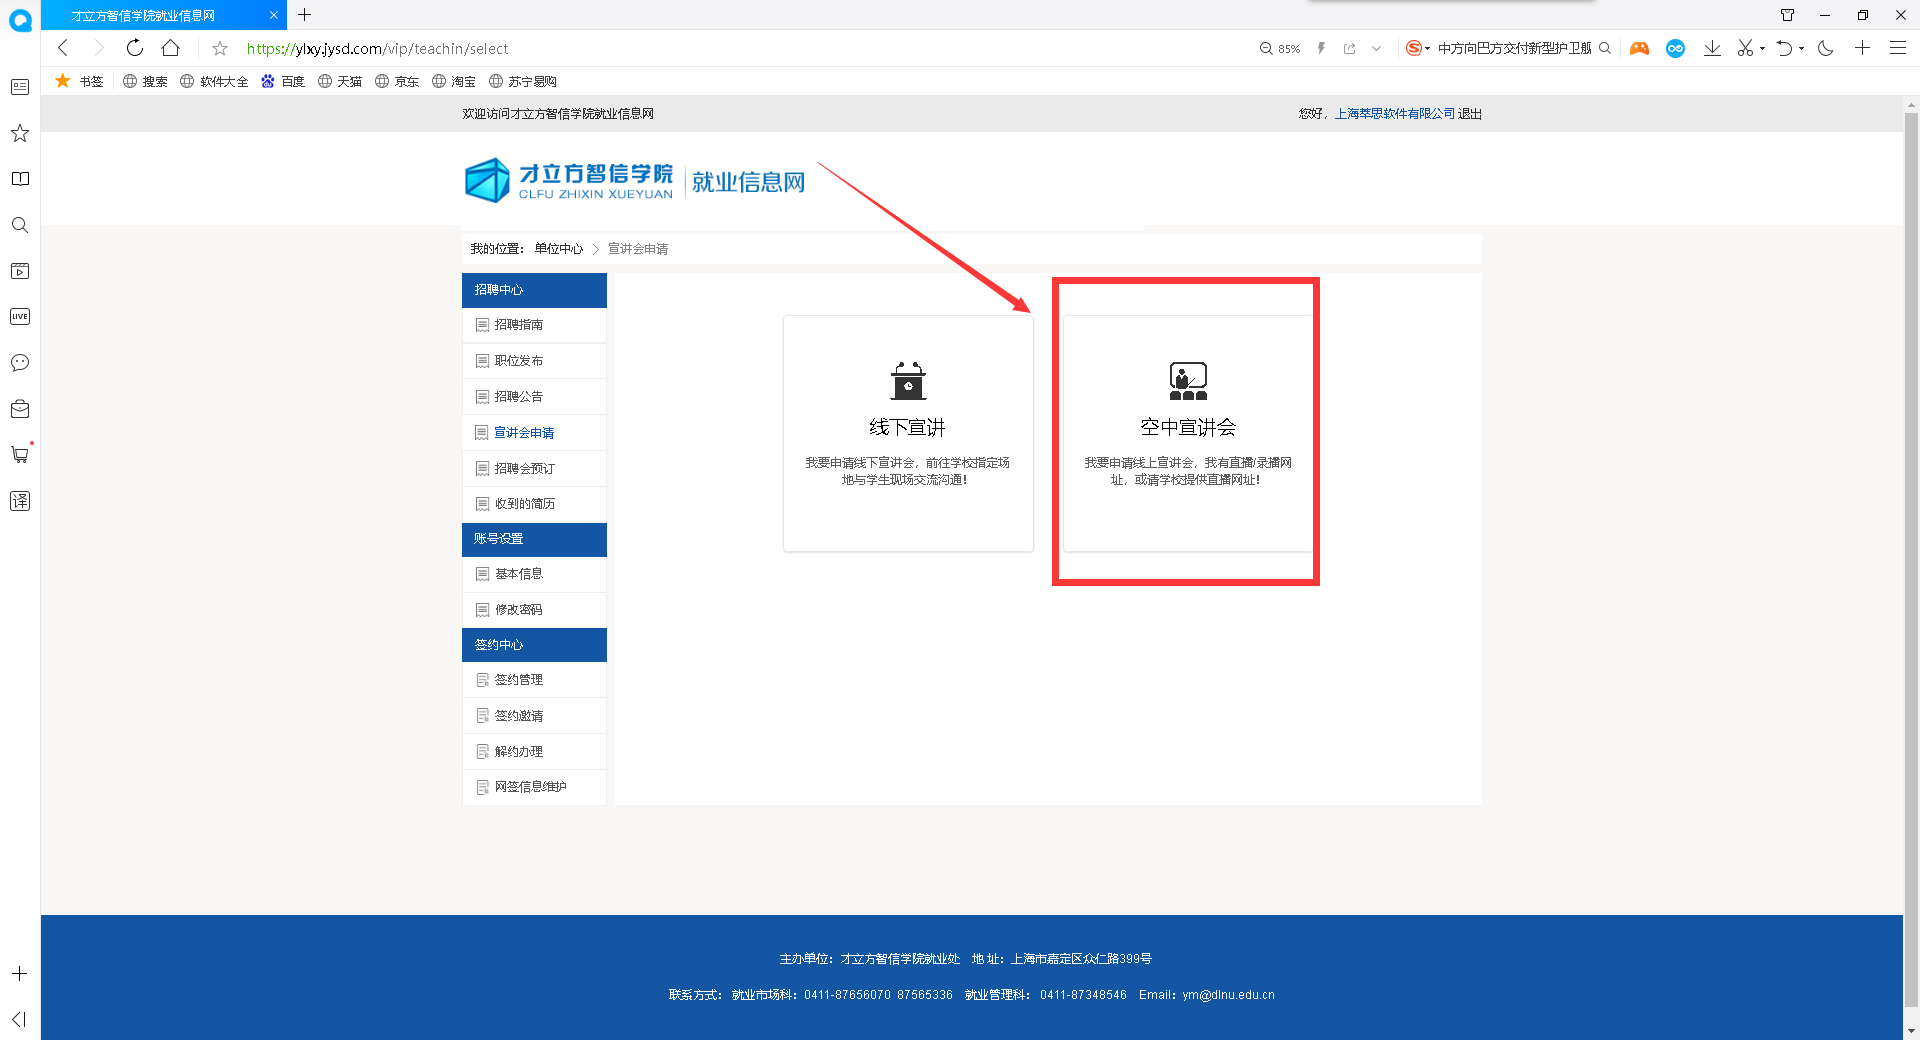 才立方智信学院就业信息网
https://ylxy.jysd.com/vip/teachin/select
85%
中方向巴方交付新型护卫舰
书签 搜索 软件大全 百度 天猫 京东 淘宝 苏宁易购
欢迎访问才立方智信学院就业信息网
您好，上海萃思软件有限公司 退出
才立方智信学院
CLFU ZHIXIN XUEYUAN
就业信息网
我的位置： 单位中心 > 宣讲会申请
招聘中心
招聘指南
职位发布
招聘公告
宣讲会申请
招聘会预订
收到的简历
账号设置
基本信息
修改密码
签约中心
签约管理
签约邀请
解约办理
网签信息维护
线下宣讲
我要申请线下宣讲会，前往学校指定场
地与学生现场交流沟通！
空中宣讲会
我要申请线上宣讲会，我有直播/录播网
址，或请学校提供直播网址！
LIVE
译
主办单位：才立方智信学院就业处 地 址：上海市嘉定区众仁路399号
联系方式： 就业市场科：0411-87656070 87565336 就业管理科： 0411-87348546 Email：ym@dlnu.edu.cn